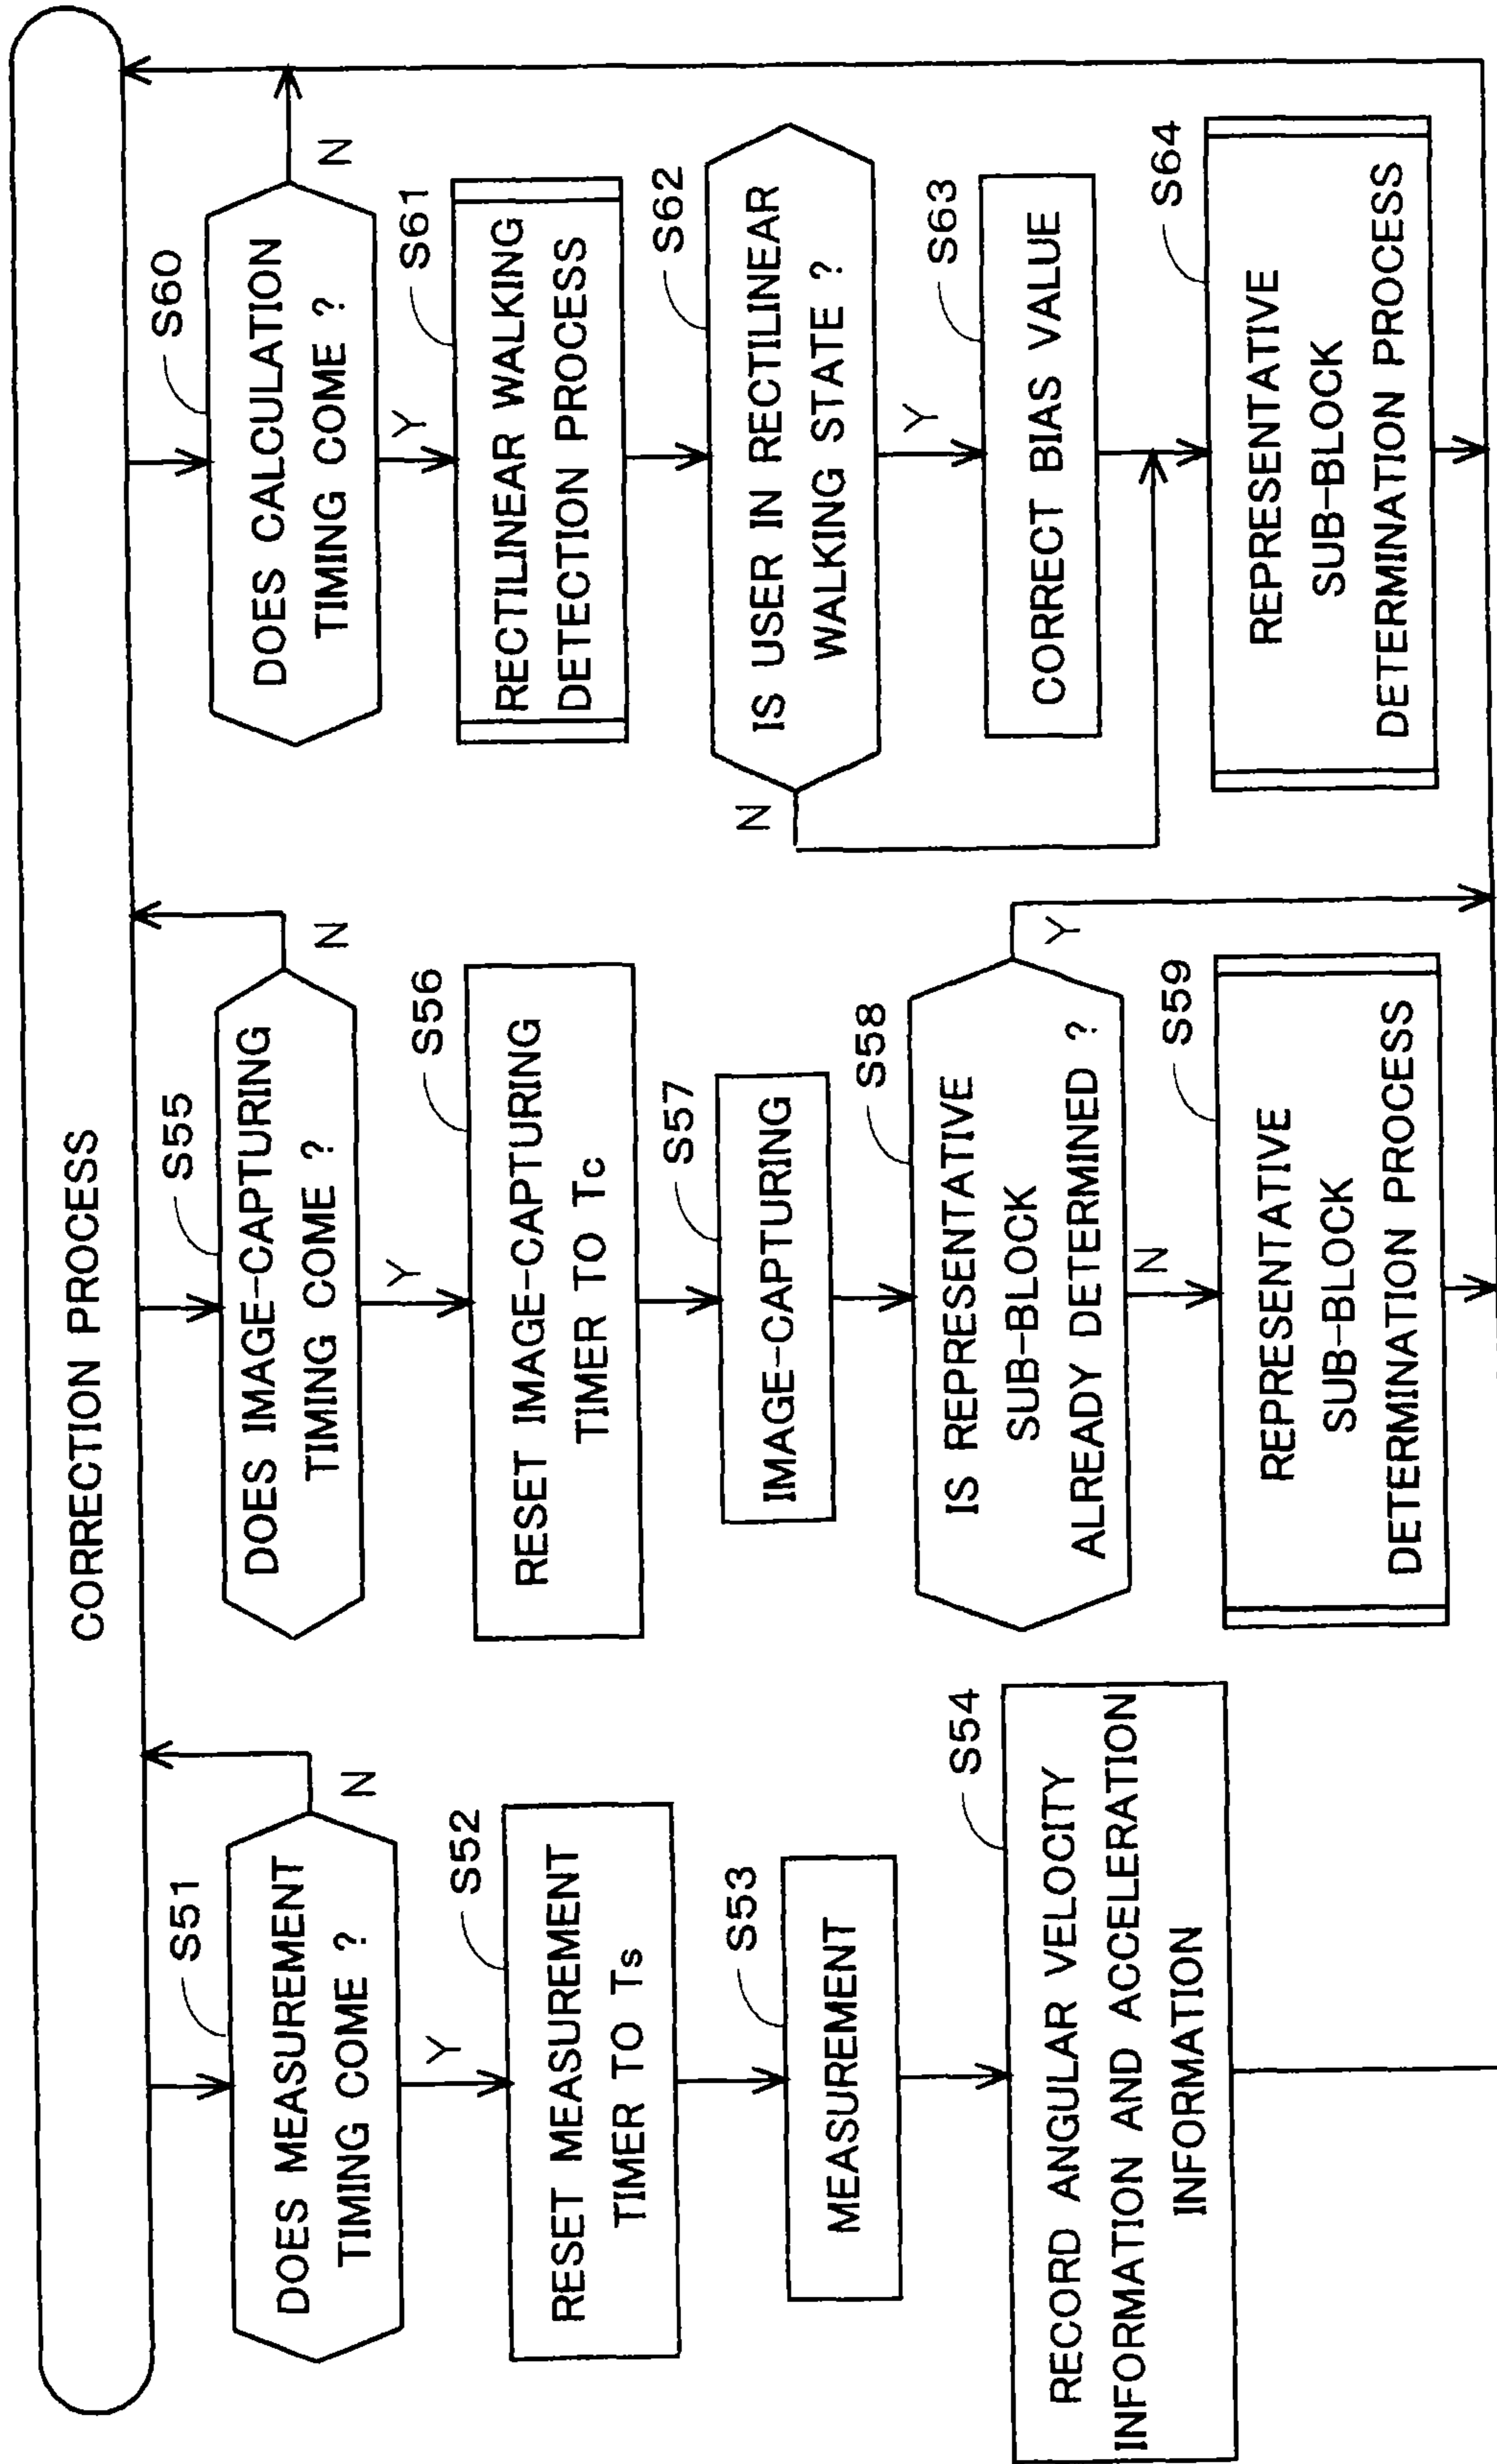 CORRECTION PROCESS
S51
DOES MEASUREMENT
TIMING COME ?
N
Y
S52
RESET MEASUREMENT
TIMER TO Ts
S53
MEASUREMENT
S54
RECORD ANGULAR VELOCITY
INFORMATION AND ACCELERATION
INFORMATION
S55
DOES IMAGE-CAPTURING
TIMING COME ?
N
Y
S56
RESET IMAGE-CAPTURING
TIMER TO Tc
S57
IMAGE-CAPTURING
S58
IS REPRESENTATIVE
SUB-BLOCK
ALREADY DETERMINED ?
Y
N
S59
REPRESENTATIVE
SUB-BLOCK
DETERMINATION PROCESS
S60
DOES CALCULATION
TIMING COME ?
N
Y
S61
RECTILINEAR WALKING
DETECTION PROCESS
S62
IS USER IN RECTILINEAR
WALKING STATE ?
N
Y
S63
CORRECT BIAS VALUE
S64
REPRESENTATIVE
SUB-BLOCK
DETERMINATION PROCESS